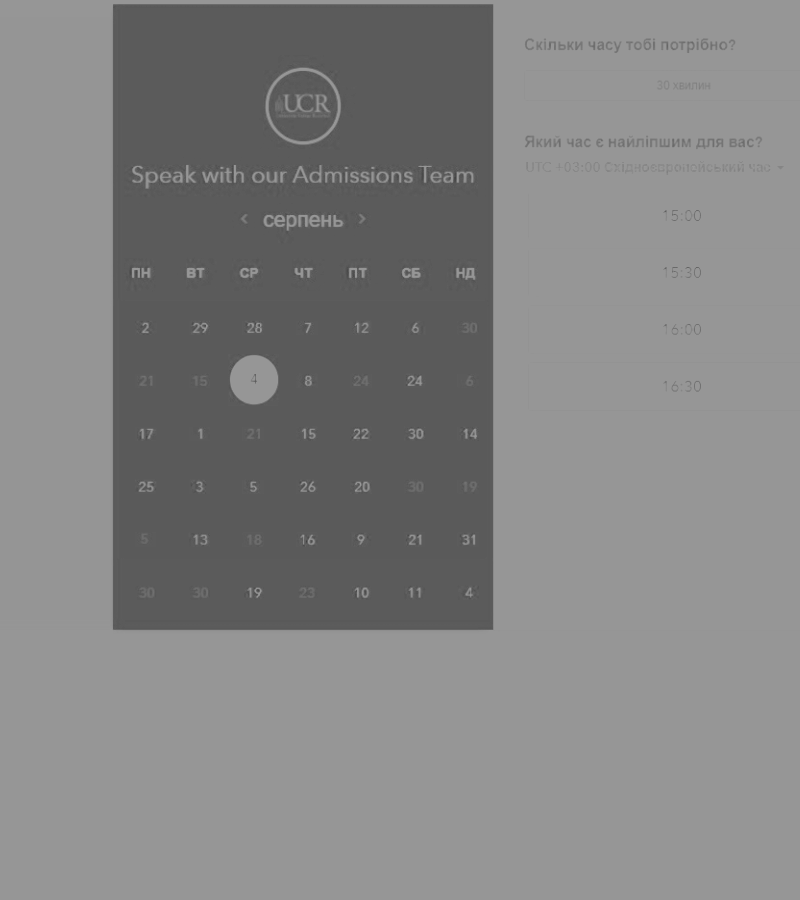 UCR
Speak with our Admissions Team
‹ серпень ›
ПН ВТ СР ЧТ ПТ СБ НД
2 29 28 7 12 6 30
21 15 4 8 24 24 6
17 1 21 15 22 30 14
25 3 5 26 20 30 19
5 13 18 16 9 21 31
30 30 19 23 10 11 4
Скільки часу тобі потрібно?
30 хвилин
Який час є найліпшим для вас?
UTC +03:00 Східноєвропейський час
15:00
15:30
16:00
16:30